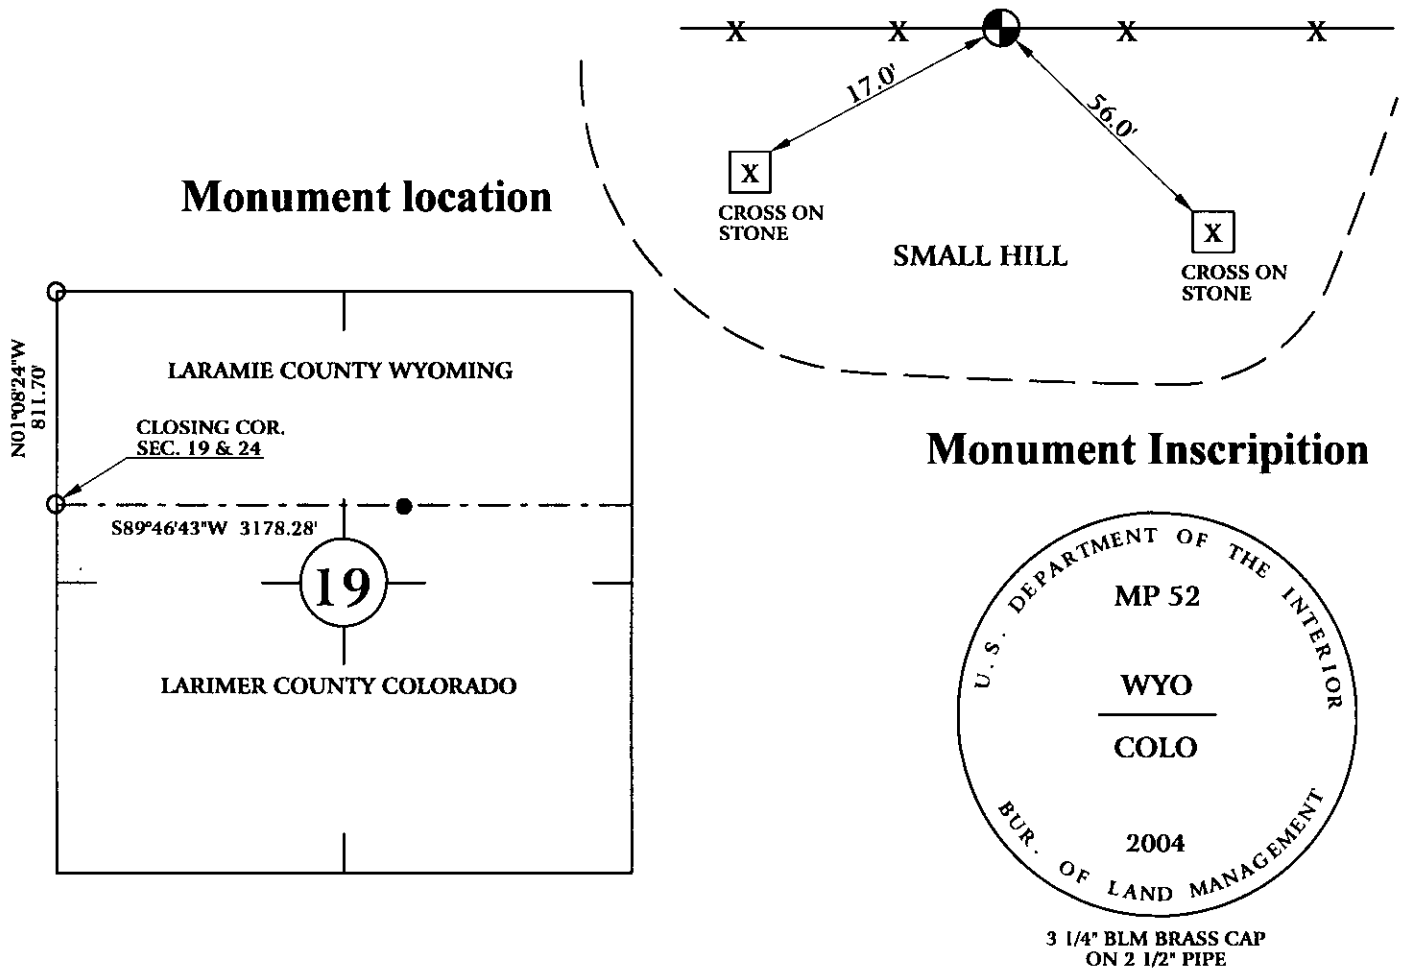 X X X X
17.0'
56.0'
X
CROSS ON
STONE
X
CROSS ON
STONE
SMALL HILL
Monument location
N01°08'24"W
811.70'
LARAMIE COUNTY WYOMING
CLOSING COR.
SEC. 19 & 24
S89°46'43"W 3178.28'
19
LARIMER COUNTY COLORADO
Monument Inscripition
U.S. DEPARTMENT OF THE INTERIOR
MP 52
WYO
COLO
2004
BUR. OF LAND MANAGEMENT
3 1/4" BLM BRASS CAP
ON 2 1/2" PIPE